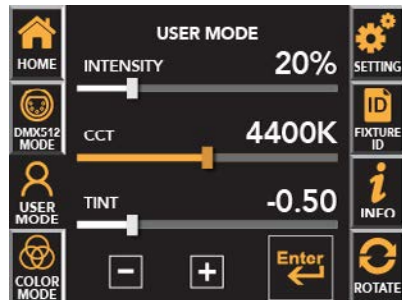 HOME
DMX512
MODE
USER
MODE
COLOR
MODE
USER MODE
INTENSITY 20%
CCT 4400K
TINT -0.50
- +
Enter
SETTING
ID
FIXTURE
ID
i
INFO
ROTATE